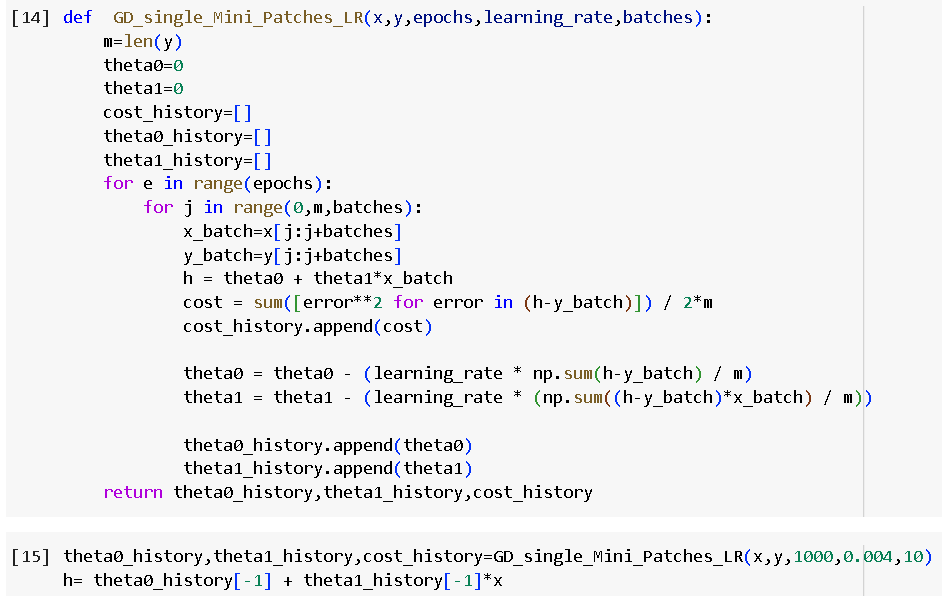 [14] def  GD_single_Mini_Patches_LR(x,y,epochs,learning_rate,batches):
m=len(y)
theta0=0
theta1=0
cost_history=[]
theta0_history=[]
theta1_history=[]
for e in range(epochs):
for j in range(0,m,batches):
x_batch=x[j:j+batches]
y_batch=y[j:j+batches]
h = theta0 + theta1*x_batch
cost = sum([error**2 for error in (h-y_batch)]) / 2*m
cost_history.append(cost)
theta0 = theta0 - (learning_rate * np.sum(h-y_batch) / m)
theta1 = theta1 - (learning_rate * (np.sum((h-y_batch)*x_batch) / m))
theta0_history.append(theta0)
theta1_history.append(theta1)
return theta0_history,theta1_history,cost_history
[15] theta0_history,theta1_history,cost_history=GD_single_Mini_Patches_LR(x,y,1000,0.004,10)
h= theta0_history[-1] + theta1_history[-1]*x